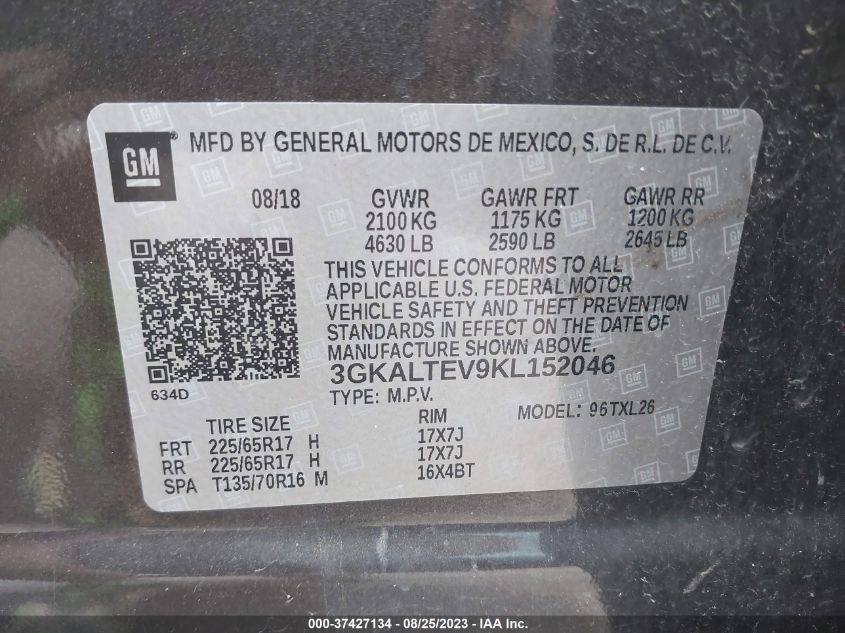 GM ® MFD BY GENERAL MOTORS DE MEXICO, S. DE R.L. DE C.V.
08/18 GVWR GAWR FRT GAWR RR
2100 KG 1175 KG 1200 KG
4630 LB 2590 LB 2645 LB
THIS VEHICLE CONFORMS TO ALL
APPLICABLE U.S. FEDERAL MOTOR
VEHICLE SAFETY AND THEFT PREVENTION
STANDARDS IN EFFECT ON THE DATE OF
MANUFACTURE SHOWN ABOVE.
3GKALTEV9KL152046
634D
TYPE: M.P.V. MODEL: 96TXL26
TIRE SIZE RIM
FRT 225/65R17 H 17X7J
RR 225/65R17 H 17X7J
SPA T135/70R16 M 16X4BT
000-37427134 - 08/25/2023 - Copyright © IAA, Inc.